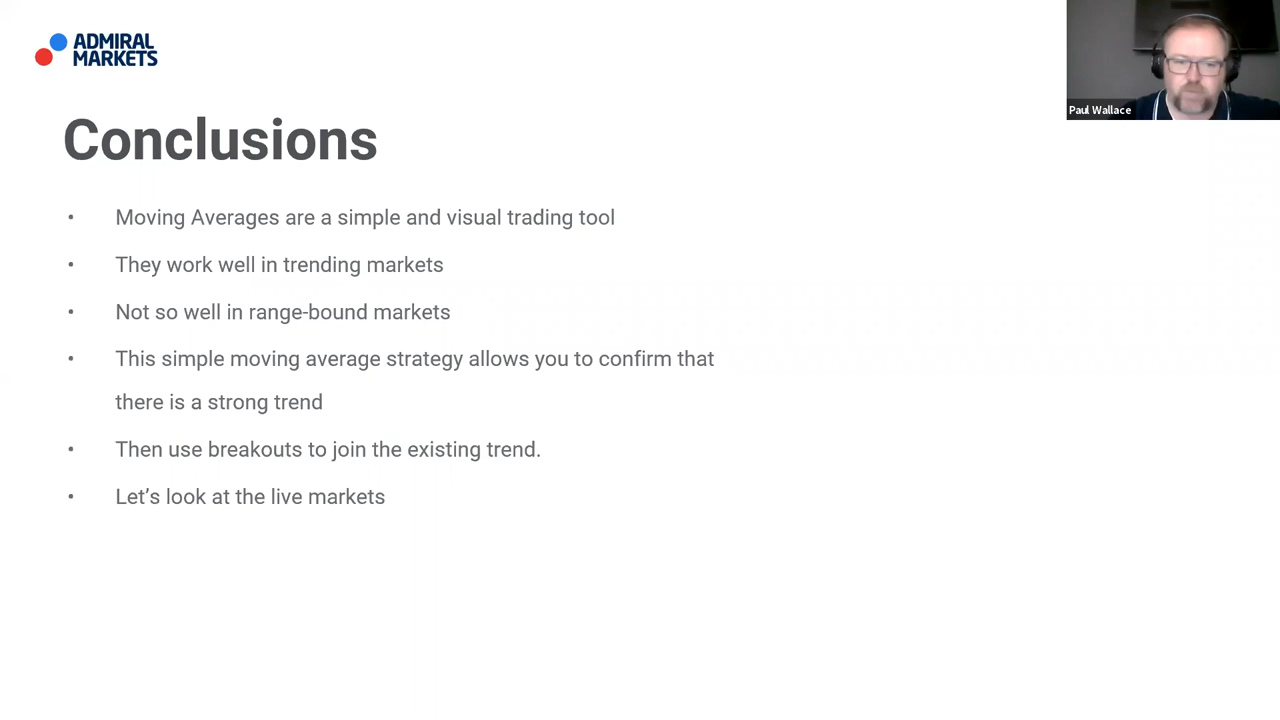 ADMIRAL
MARKETS
Paul Wallace
Conclusions
• Moving Averages are a simple and visual trading tool
• They work well in trending markets
• Not so well in range-bound markets
• This simple moving average strategy allows you to confirm that
there is a strong trend
• Then use breakouts to join the existing trend.
• Let’s look at the live markets